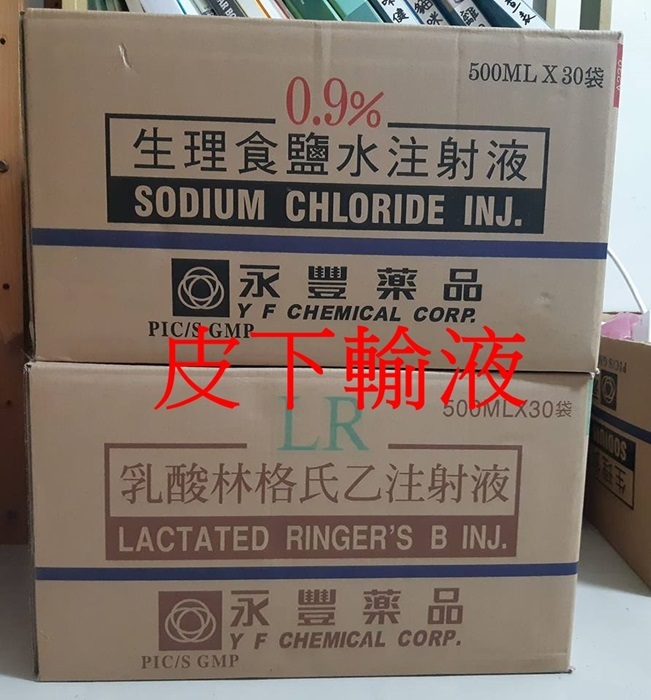 500ML X 30袋
0.9%
生理食鹽水注射液
SODIUM CHLORIDE INJ.
永豐藥品
Y F CHEMICAL CORP.
PIC/S GMP
皮下輸液
500MLX30袋
LR
乳酸林格氏乙注射液
LACTATED RINGER'S B INJ.
永豐藥品
Y F CHEMICAL CORP.
PIC/S GMP